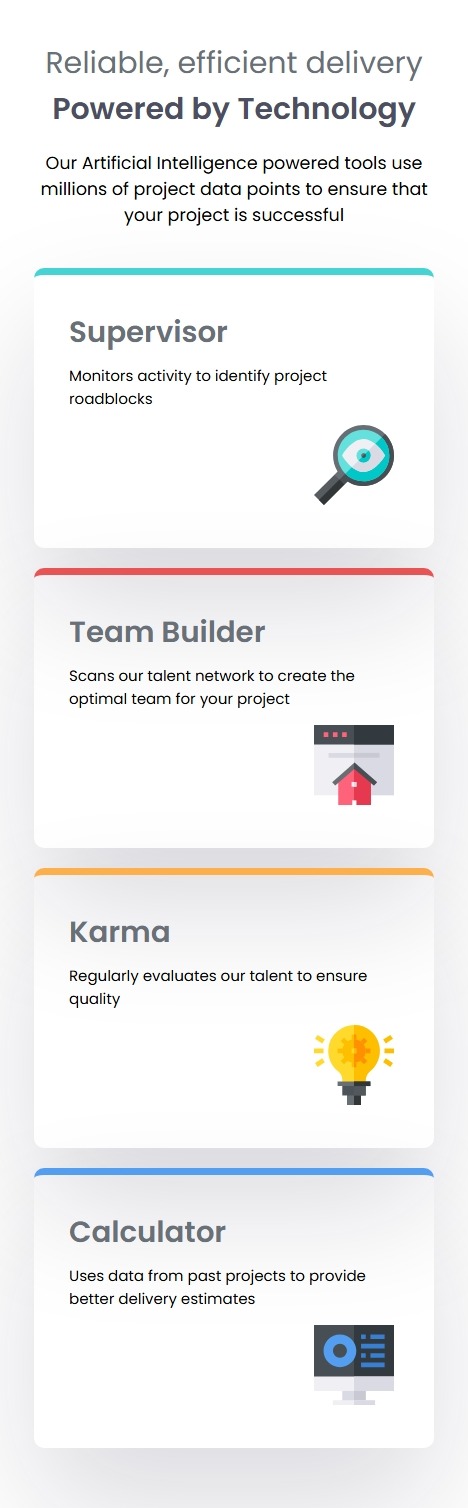 Reliable, efficient delivery
Powered by Technology
Our Artificial Intelligence powered tools use
millions of project data points to ensure that
your project is successful
Supervisor
Monitors activity to identify project
roadblocks
Team Builder
Scans our talent network to create the
optimal team for your project
Karma
Regularly evaluates our talent to ensure
quality
Calculator
Uses data from past projects to provide
better delivery estimates